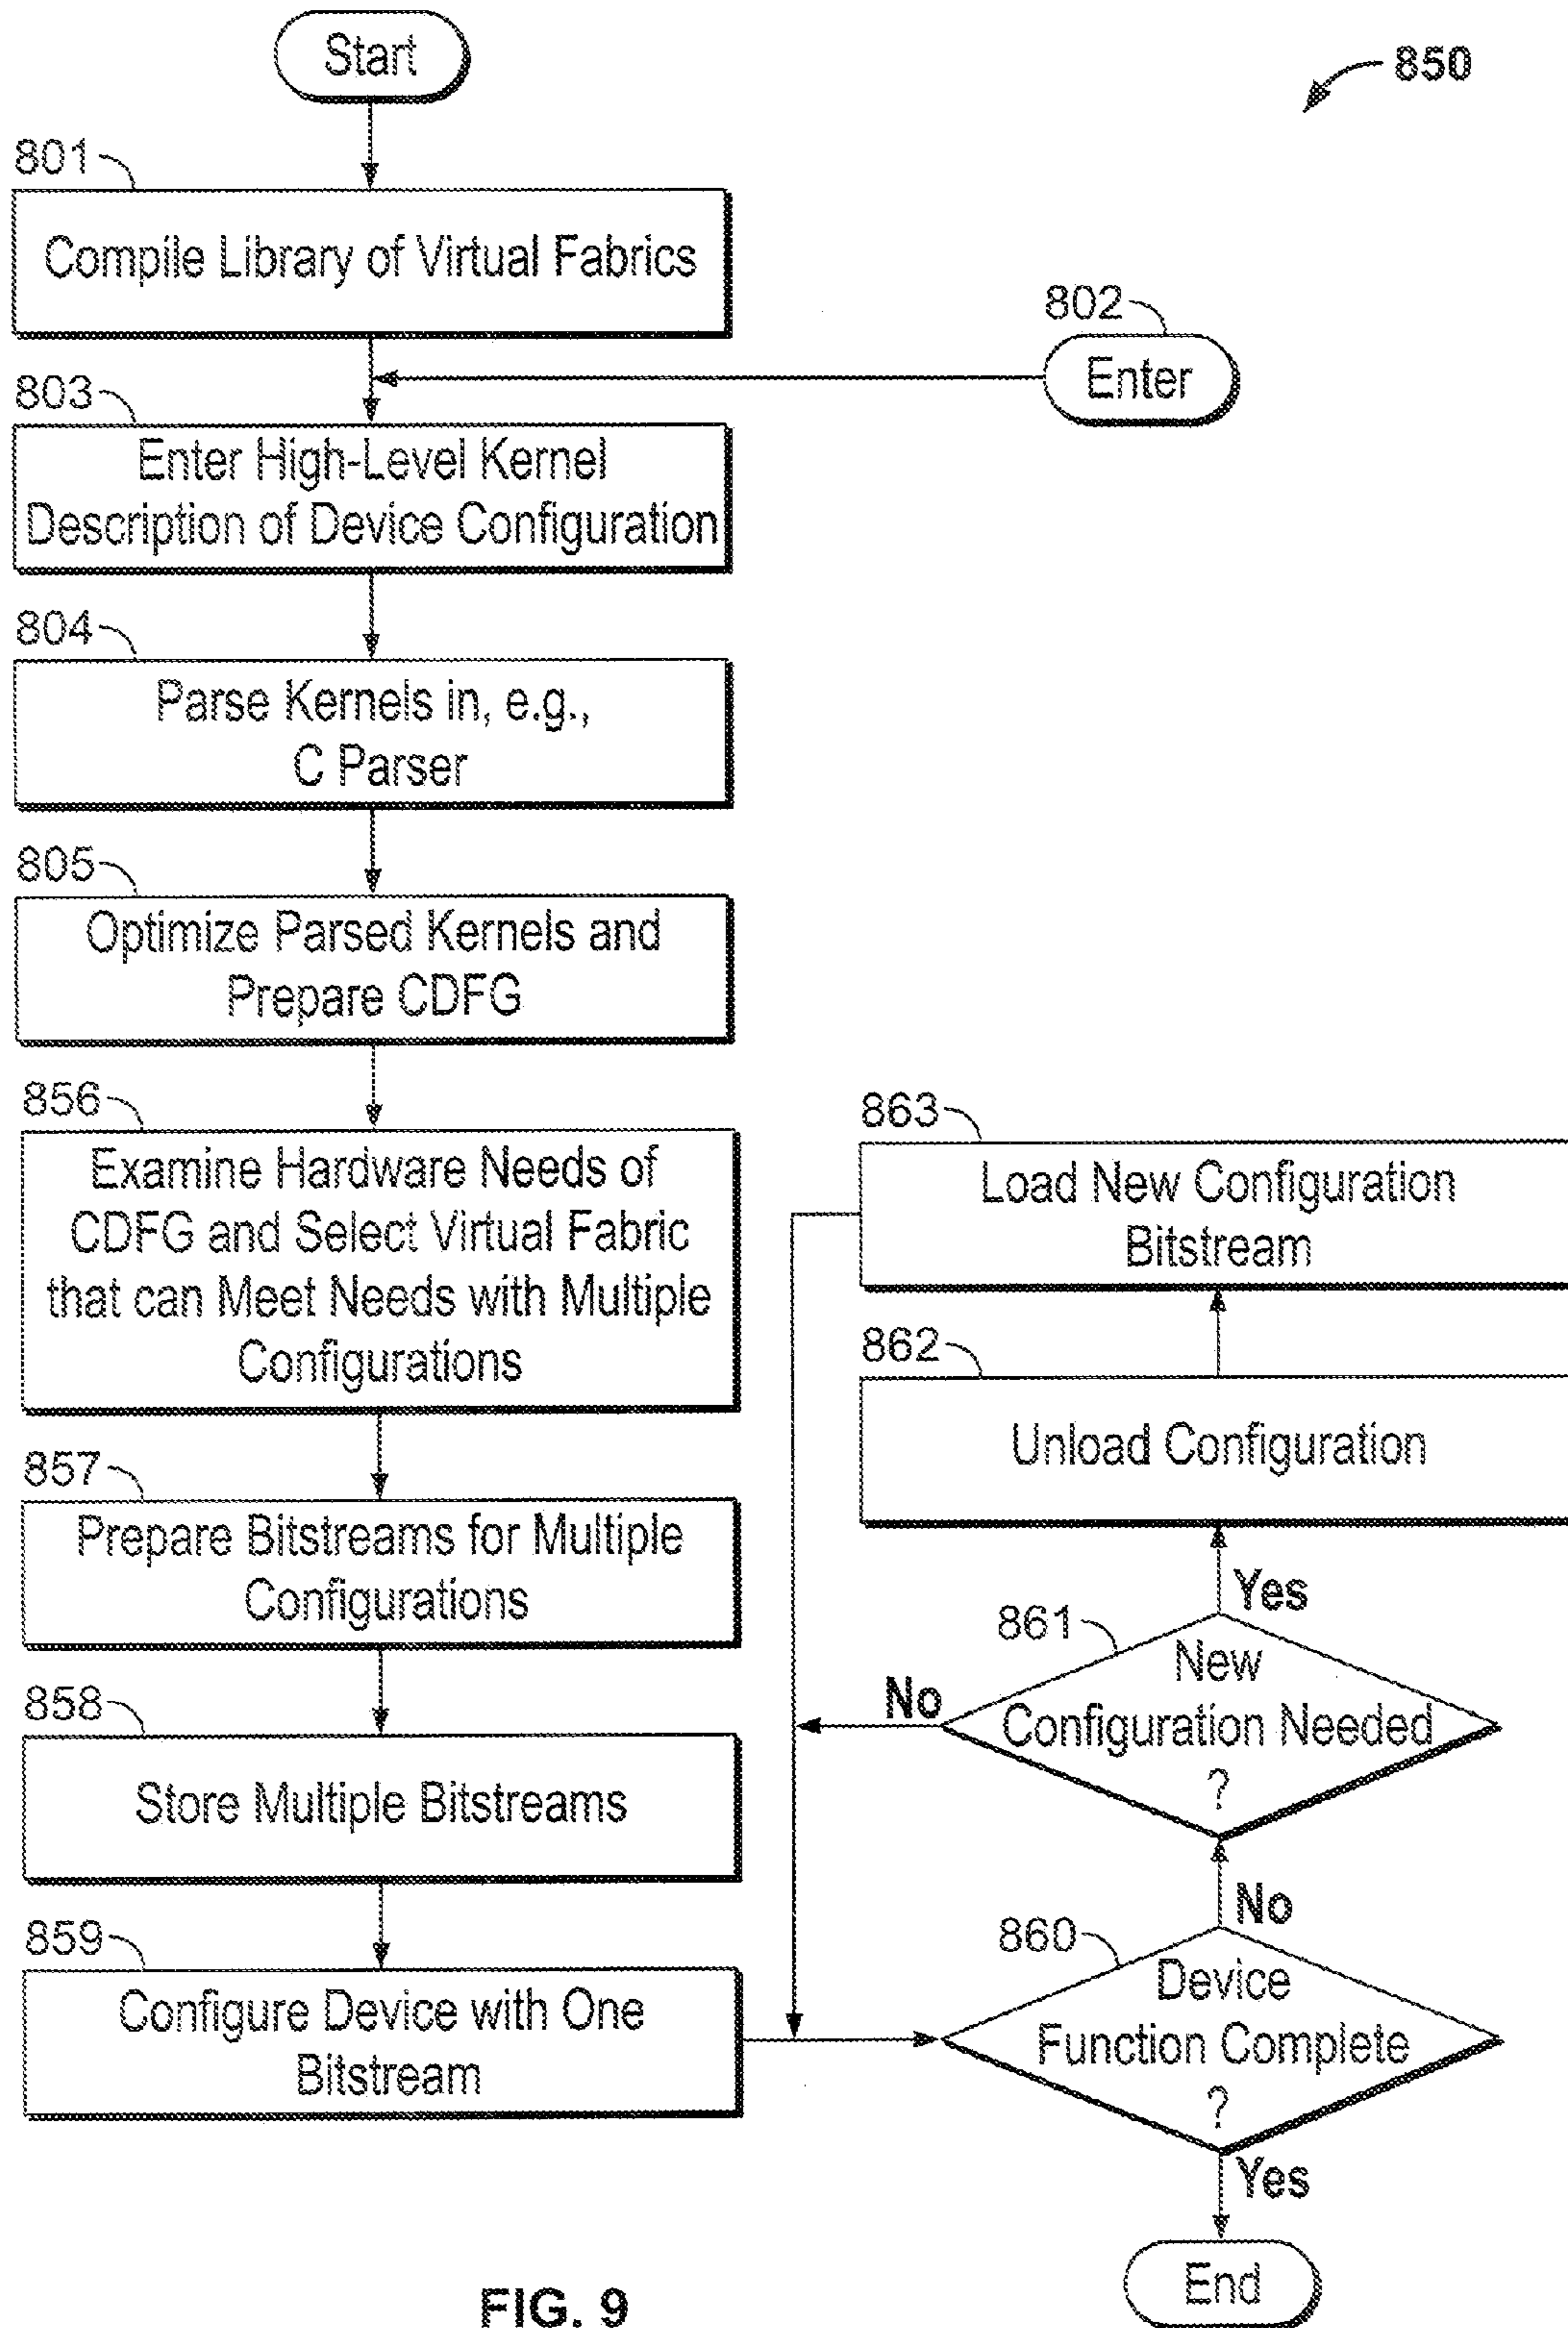 Start
850
801
Compile Library of Virtual Fabrics
802
Enter
803
Enter High-Level Kernel
Description of Device Configuration
804
Parse Kernels in, e.g.,
C Parser
805
Optimize Parsed Kernels and
Prepare CDFG
856
Examine Hardware Needs of
CDFG and Select Virtual Fabric
that can Meet Needs with Multiple
Configurations
857
Prepare Bitstreams for Multiple
Configurations
858
Store Multiple Bitstreams
859
Configure Device with One
Bitstream
863
Load New Configuration
Bitstream
862
Unload Configuration
Yes
861
New
Configuration Needed
?
No
No
860
Device
Function Complete
?
Yes
End
FIG. 9